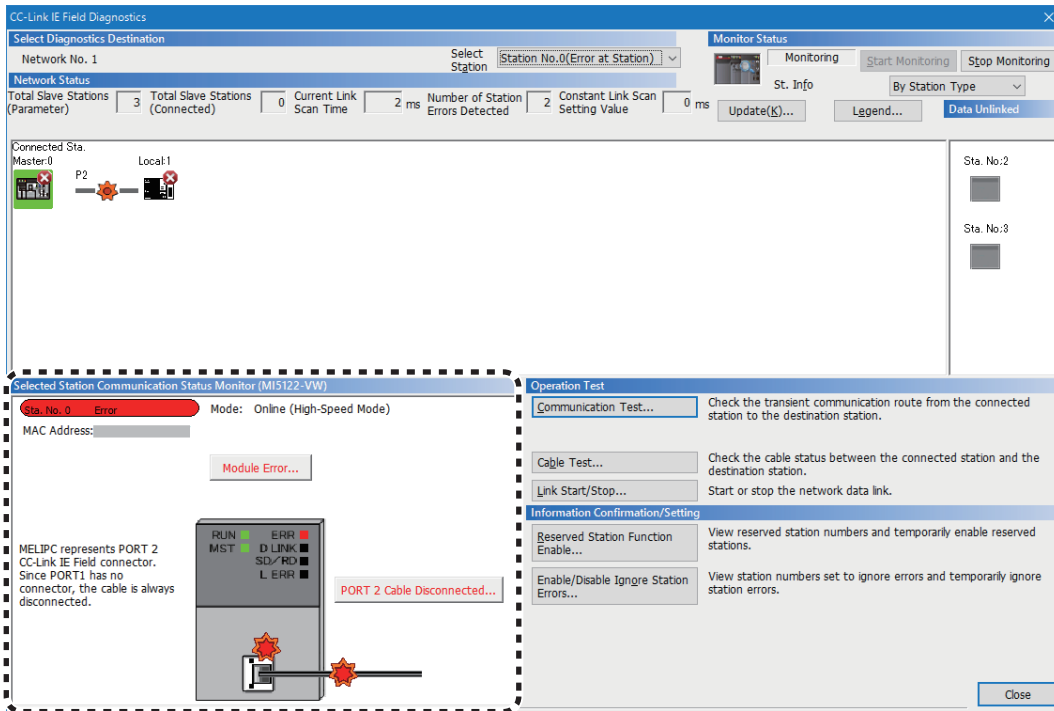 CC-Link IE Field Diagnostics
Select Diagnostics Destination
Network No. 1
Select
Station
Station No.0(Error at Station)
Monitor Status
Monitoring
Start Monitoring
Stop Monitoring
St. Info
By Station Type
Update(K)...
Legend...
Data Unlinked
Network Status
Total Slave Stations
(Parameter)
3
Total Slave Stations
(Connected)
0
Current Link
Scan Time
2 ms
Number of Station
Errors Detected
2
Constant Link Scan
Setting Value
0 ms
Connected Sta.
Master:0
Local:1
P2
Sta. No:2
Sta. No:3
Selected Station Communication Status Monitor (MI5122-VW)
Sta. No. 0 Error
Mode: Online (High-Speed Mode)
MAC Address:
Module Error...
MELIPC represents PORT 2
CC-Link IE Field connector.
Since PORT1 has no
connector, the cable is always
disconnected.
RUN ERR
MST D LINK
SD/RD
L ERR
PORT 2 Cable Disconnected...
Operation Test
Communication Test...
Check the transient communication route from the connected
station to the destination station.
Cable Test...
Check the cable status between the connected station and the
destination station.
Link Start/Stop...
Start or stop the network data link.
Information Confirmation/Setting
Reserved Station Function
Enable...
View reserved station numbers and temporarily enable reserved
stations.
Enable/Disable Ignore Station
Errors...
View station numbers set to ignore errors and temporarily ignore
station errors.
Close